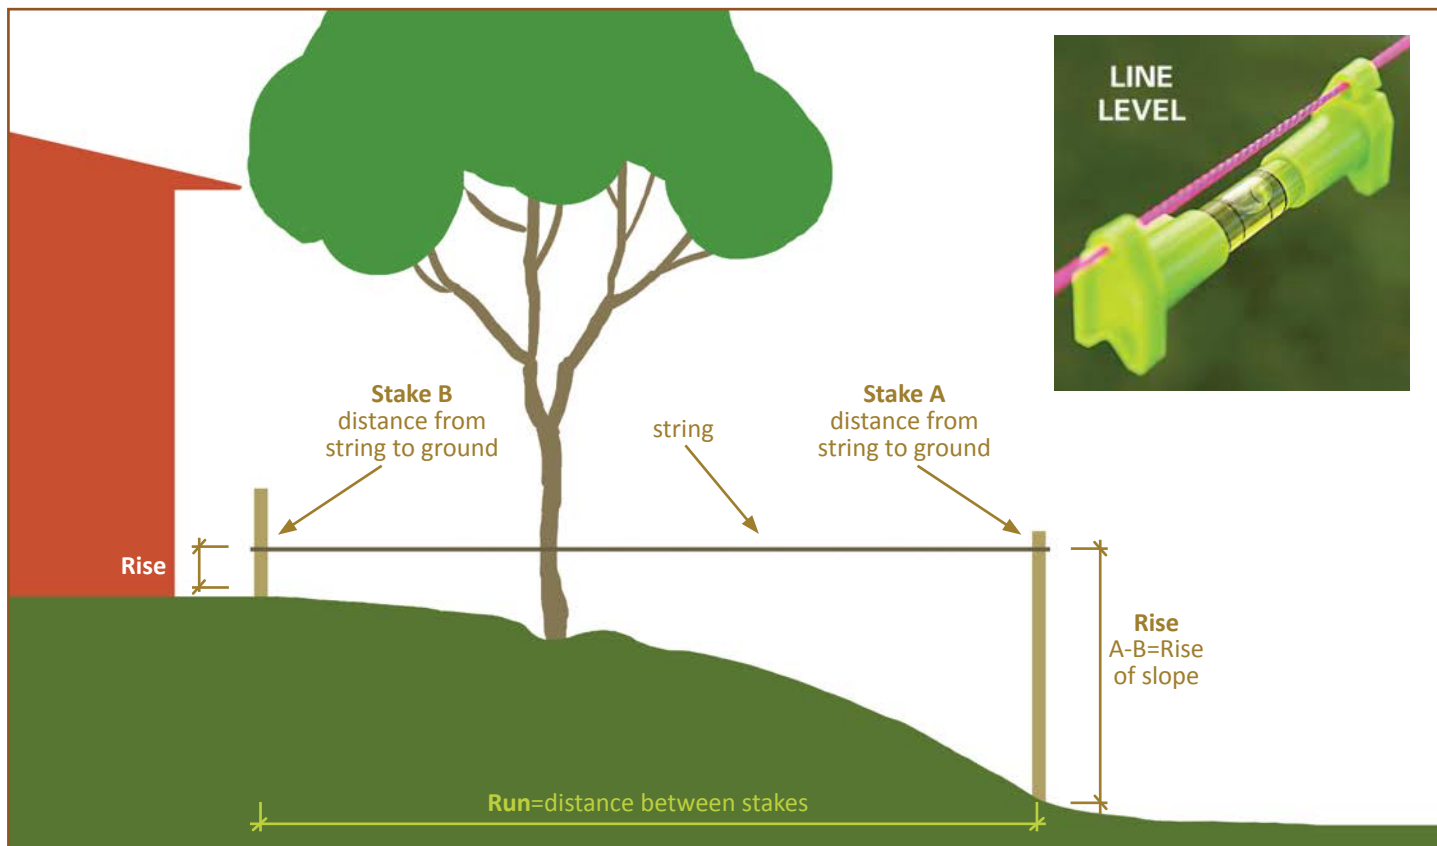 LINE
LEVEL
Stake B
distance from
string to ground
string
Stake A
distance from
string to ground
Rise
Rise
A-B=Rise
of slope
Run=distance between stakes